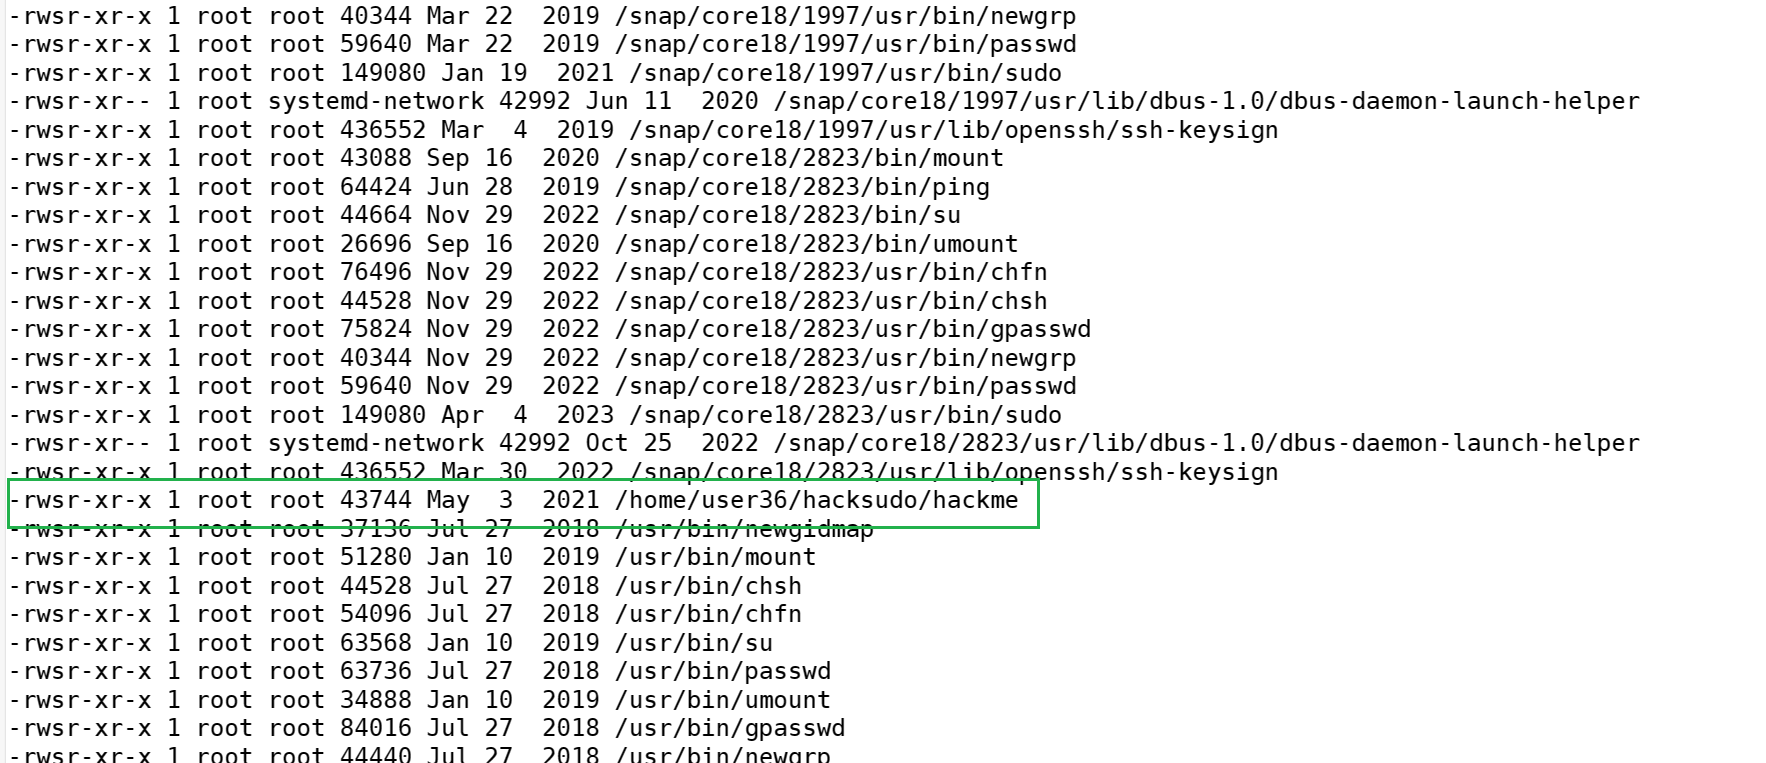 -rwsr-xr-x 1 root root 40344 Mar 22  2019 /snap/core18/1997/usr/bin/newgrp
-rwsr-xr-x 1 root root 59640 Mar 22  2019 /snap/core18/1997/usr/bin/passwd
-rwsr-xr-x 1 root root 149080 Jan 19  2021 /snap/core18/1997/usr/bin/sudo
-rwsr-xr-- 1 root systemd-network 42992 Jun 11  2020 /snap/core18/1997/usr/lib/dbus-1.0/dbus-daemon-launch-helper
-rwsr-xr-x 1 root root 436552 Mar  4  2019 /snap/core18/1997/usr/lib/openssh/ssh-keysign
-rwsr-xr-x 1 root root 43088 Sep 16  2020 /snap/core18/2823/bin/mount
-rwsr-xr-x 1 root root 64424 Jun 28  2019 /snap/core18/2823/bin/ping
-rwsr-xr-x 1 root root 44664 Nov 29  2022 /snap/core18/2823/bin/su
-rwsr-xr-x 1 root root 26696 Sep 16  2020 /snap/core18/2823/bin/umount
-rwsr-xr-x 1 root root 76496 Nov 29  2022 /snap/core18/2823/usr/bin/chfn
-rwsr-xr-x 1 root root 44528 Nov 29  2022 /snap/core18/2823/usr/bin/chsh
-rwsr-xr-x 1 root root 75824 Nov 29  2022 /snap/core18/2823/usr/bin/gpasswd
-rwsr-xr-x 1 root root 40344 Nov 29  2022 /snap/core18/2823/usr/bin/newgrp
-rwsr-xr-x 1 root root 59640 Nov 29  2022 /snap/core18/2823/usr/bin/passwd
-rwsr-xr-x 1 root root 149080 Apr  4  2023 /snap/core18/2823/usr/bin/sudo
-rwsr-xr-- 1 root systemd-network 42992 Oct 25  2022 /snap/core18/2823/usr/lib/dbus-1.0/dbus-daemon-launch-helper
-rwsr-xr-x 1 root root 436552 Mar 30  2022 /snap/core18/2823/usr/lib/openssh/ssh-keysign
-rwsr-xr-x 1 root root 43744 May  3  2021 /home/user36/hacksudo/hackme
-rwsr-xr-x 1 root root 37136 Jul 27  2018 /usr/bin/newgidmap
-rwsr-xr-x 1 root root 51280 Jan 10  2019 /usr/bin/mount
-rwsr-xr-x 1 root root 44528 Jul 27  2018 /usr/bin/chsh
-rwsr-xr-x 1 root root 54096 Jul 27  2018 /usr/bin/chfn
-rwsr-xr-x 1 root root 63568 Jan 10  2019 /usr/bin/su
-rwsr-xr-x 1 root root 63736 Jul 27  2018 /usr/bin/passwd
-rwsr-xr-x 1 root root 34888 Jan 10  2019 /usr/bin/umount
-rwsr-xr-x 1 root root 84016 Jul 27  2018 /usr/bin/gpasswd
-rwsr-xr-x 1 root root 44440 Jul 27  2018 /usr/bin/newgrp